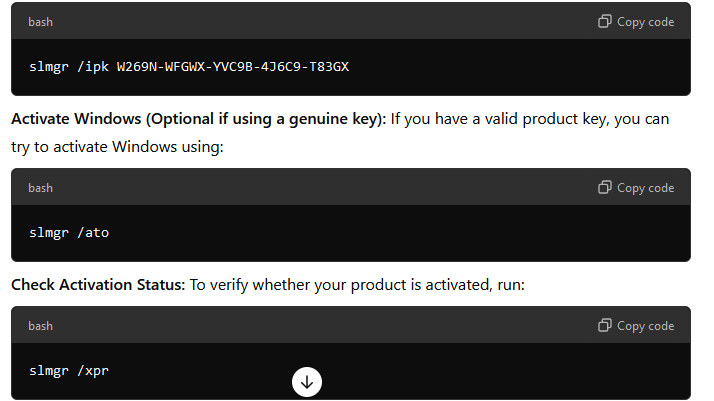 bash Copy code
slmgr /ipk W269N-WFGWX-YVC9B-4J6C9-T83GX
Activate Windows (Optional if using a genuine key): If you have a valid product key, you can
try to activate Windows using:
bash Copy code
slmgr /ato
Check Activation Status: To verify whether your product is activated, run:
bash Copy code
slmgr /xpr